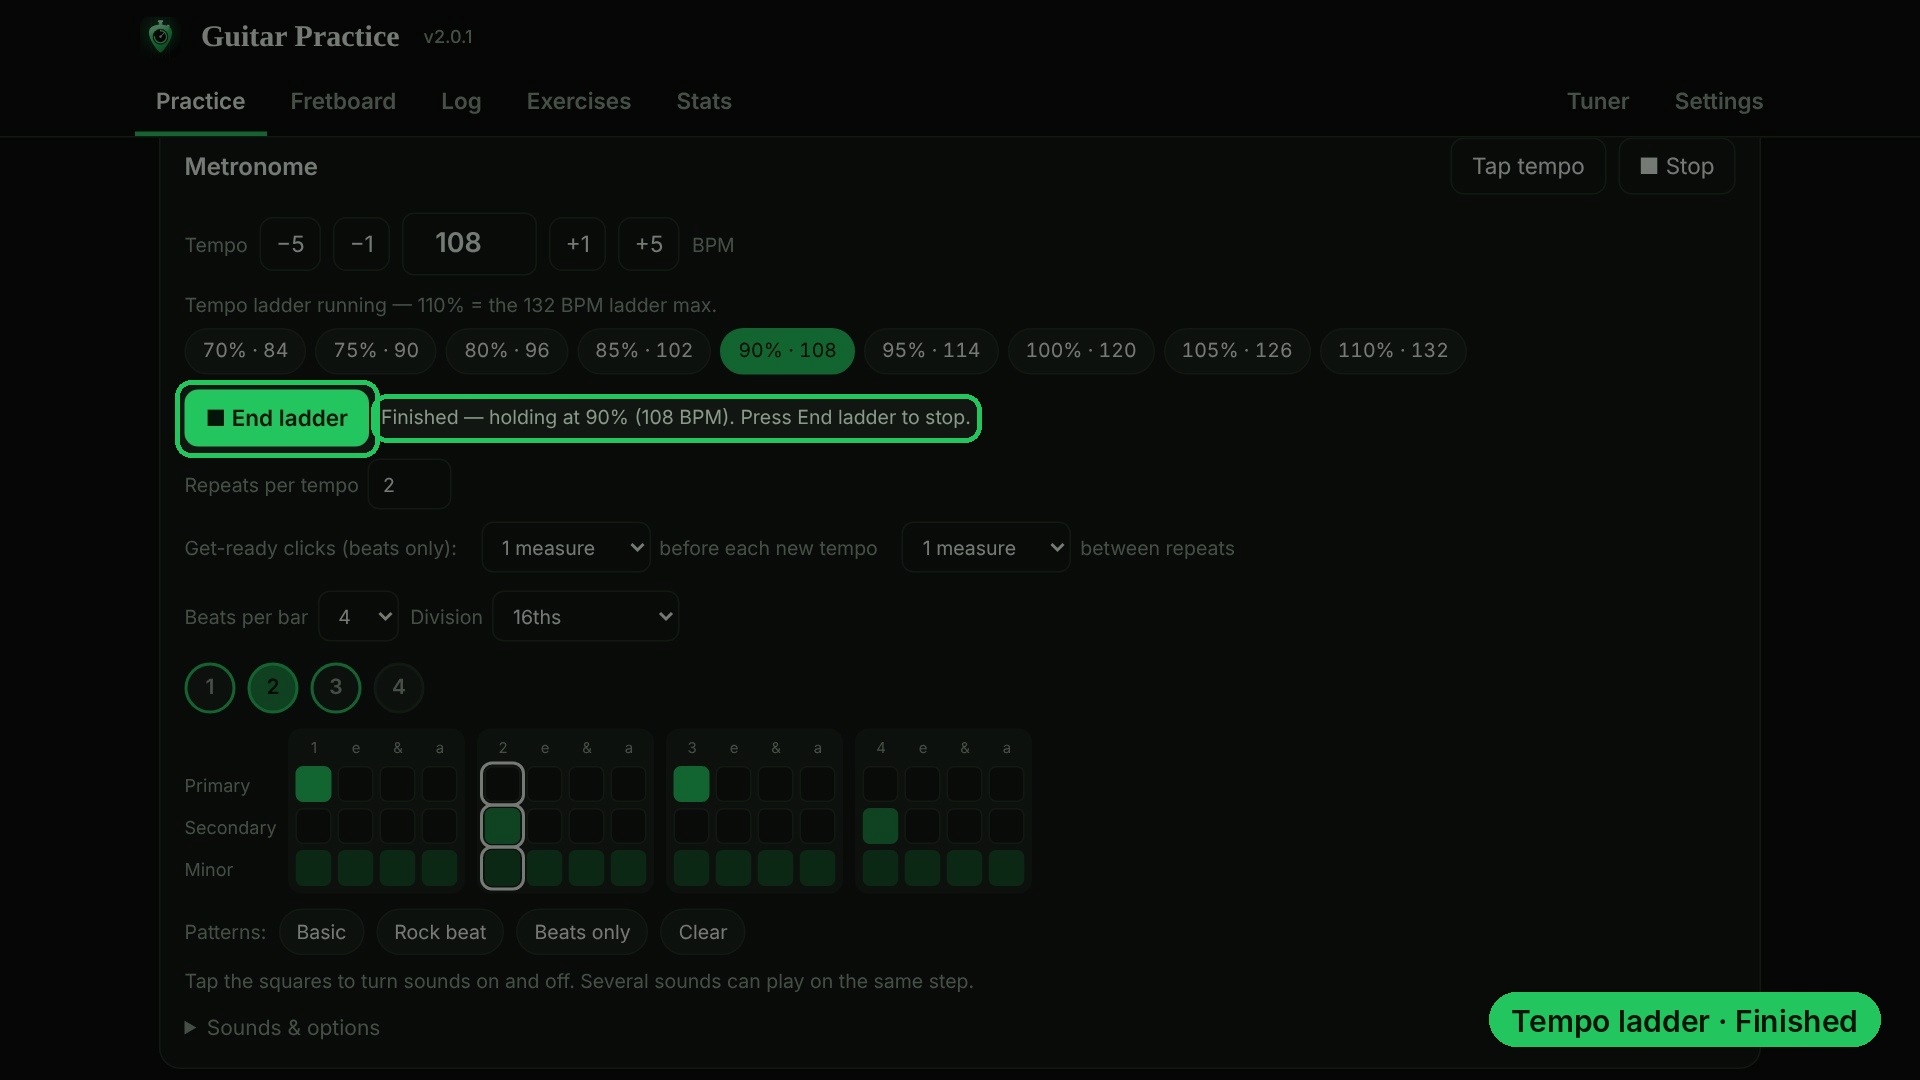 Guitar Practice v2.0.1
Practice Fretboard Log Exercises Stats Tuner Settings
Metronome Tap tempo ■ Stop
Tempo −5 −1 108 +1 +5 BPM
Tempo ladder running — 110% = the 132 BPM ladder max.
70% · 84 75% · 90 80% · 96 85% · 102 90% · 108 95% · 114 100% · 120 105% · 126 110% · 132
■ End ladder Finished — holding at 90% (108 BPM). Press End ladder to stop.
Repeats per tempo 2
Get-ready clicks (beats only): 1 measure before each new tempo 1 measure between repeats
Beats per bar 4 Division 16ths
1 2 3 4
1 e & a 2 e & a 3 e & a 4 e & a
Primary
Secondary
Minor
Patterns: Basic Rock beat Beats only Clear
Tap the squares to turn sounds on and off. Several sounds can play on the same step.
▶ Sounds & options
Tempo ladder · Finished